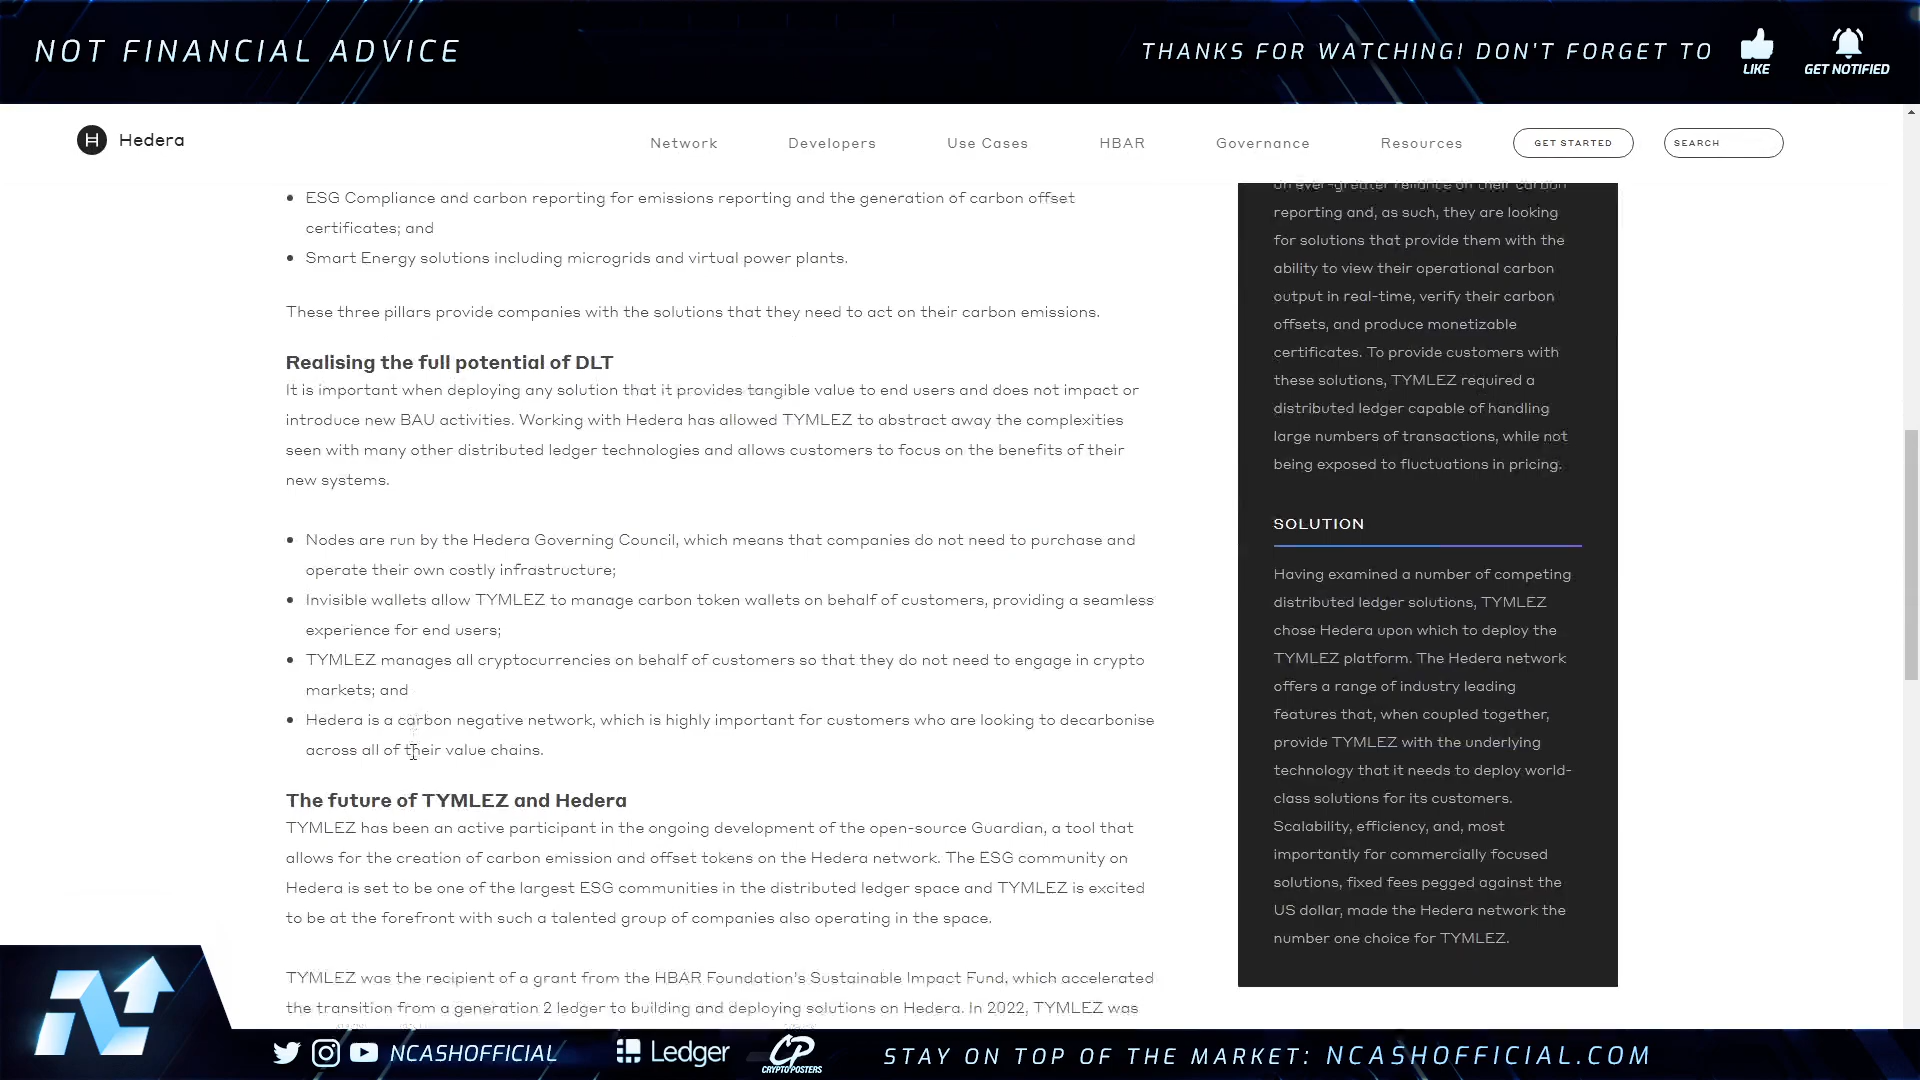 NOT FINANCIAL ADVICE
THANKS FOR WATCHING! DON'T FORGET TO
LIKE
GET NOTIFIED
H Hedera
Network
Developers
Use Cases
HBAR
Governance
Resources
GET STARTED
SEARCH
ESG Compliance and carbon reporting for emissions reporting and the generation of carbon offset
certificates; and
Smart Energy solutions including microgrids and virtual power plants.
These three pillars provide companies with the solutions that they need to act on their carbon emissions.
Realising the full potential of DLT
It is important when deploying any solution that it provides tangible value to end users and does not impact or
introduce new BAU activities. Working with Hedera has allowed TYMLEZ to abstract away the complexities
seen with many other distributed ledger technologies and allows customers to focus on the benefits of their
new systems.
Nodes are run by the Hedera Governing Council, which means that companies do not need to purchase and
operate their own costly infrastructure;
Invisible wallets allow TYMLEZ to manage carbon token wallets on behalf of customers, providing a seamless
experience for end users;
TYMLEZ manages all cryptocurrencies on behalf of customers so that they do not need to engage in crypto
markets; and
Hedera is a carbon negative network, which is highly important for customers who are looking to decarbonise
across all of their value chains.
The future of TYMLEZ and Hedera
TYMLEZ has been an active participant in the ongoing development of the open-source Guardian, a tool that
allows for the creation of carbon emission and offset tokens on the Hedera network. The ESG community on
Hedera is set to be one of the largest ESG communities in the distributed ledger space and TYMLEZ is excited
to be at the forefront with such a talented group of companies also operating in the space.
TYMLEZ was the recipient of a grant from the HBAR Foundation's Sustainable Impact Fund, which accelerated
the transition from a generation 2 ledger to building and deploying solutions on Hedera. In 2022, TYMLEZ was
an ever-greater reliance on their carbon
reporting and, as such, they are looking
for solutions that provide them with the
ability to view their operational carbon
output in real-time, verify their carbon
offsets, and produce monetizable
certificates. To provide customers with
these solutions, TYMLEZ required a
distributed ledger capable of handling
large numbers of transactions, while not
being exposed to fluctuations in pricing.
SOLUTION
Having examined a number of competing
distributed ledger solutions, TYMLEZ
chose Hedera upon which to deploy the
TYMLEZ platform. The Hedera network
offers a range of industry leading
features that, when coupled together,
provide TYMLEZ with the underlying
technology that it needs to deploy world-
class solutions for its customers.
Scalability, efficiency, and, most
importantly for commercially focused
solutions, fixed fees pegged against the
US dollar, made the Hedera network the
number one choice for TYMLEZ.
NCASHOFFICIAL
Ledger
CP
CRYPTOPOSTERS
STAY ON TOP OF THE MARKET: NCASHOFFICIAL.COM